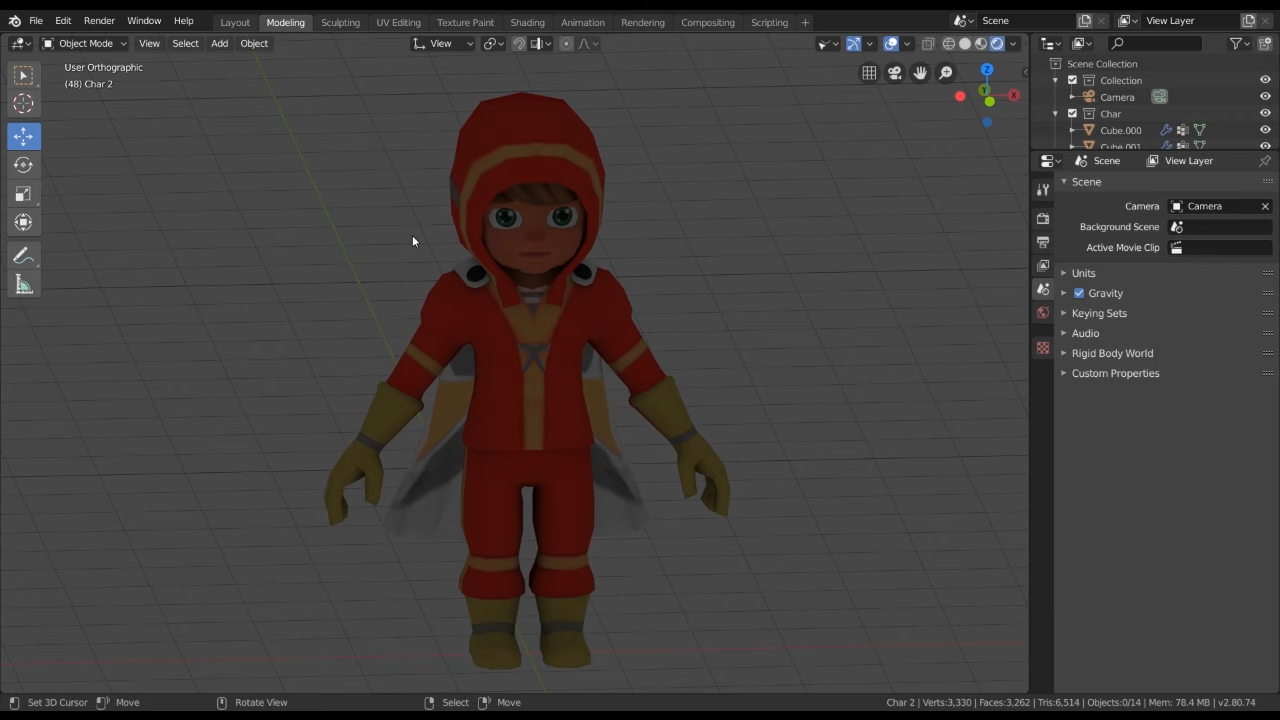 File Edit Render Window Help Layout Modeling Sculpting UV Editing Texture Paint Shading Animation Rendering Compositing Scripting + Scene View Layer
Object Mode View Select Add Object View
User Orthographic
(48) Char 2
Z
Y
X
Scene Collection
Collection
Camera
Char
Cube.000
Cube.001
Scene View Layer
Scene
Camera Camera
Background Scene
Active Movie Clip
Units
Gravity
Keying Sets
Audio
Rigid Body World
Custom Properties
Set 3D Cursor Move Rotate View Select Move Char 2 | Verts:3,330 | Faces:3,262 | Tris:6,514 | Objects:0/14 | Mem: 78.4 MB | v2.80.74